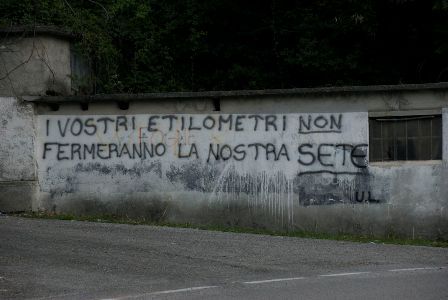 I VOSTRI ETILOMETRI NON
FERMERANNO LA NOSTRA SETE
U.L.